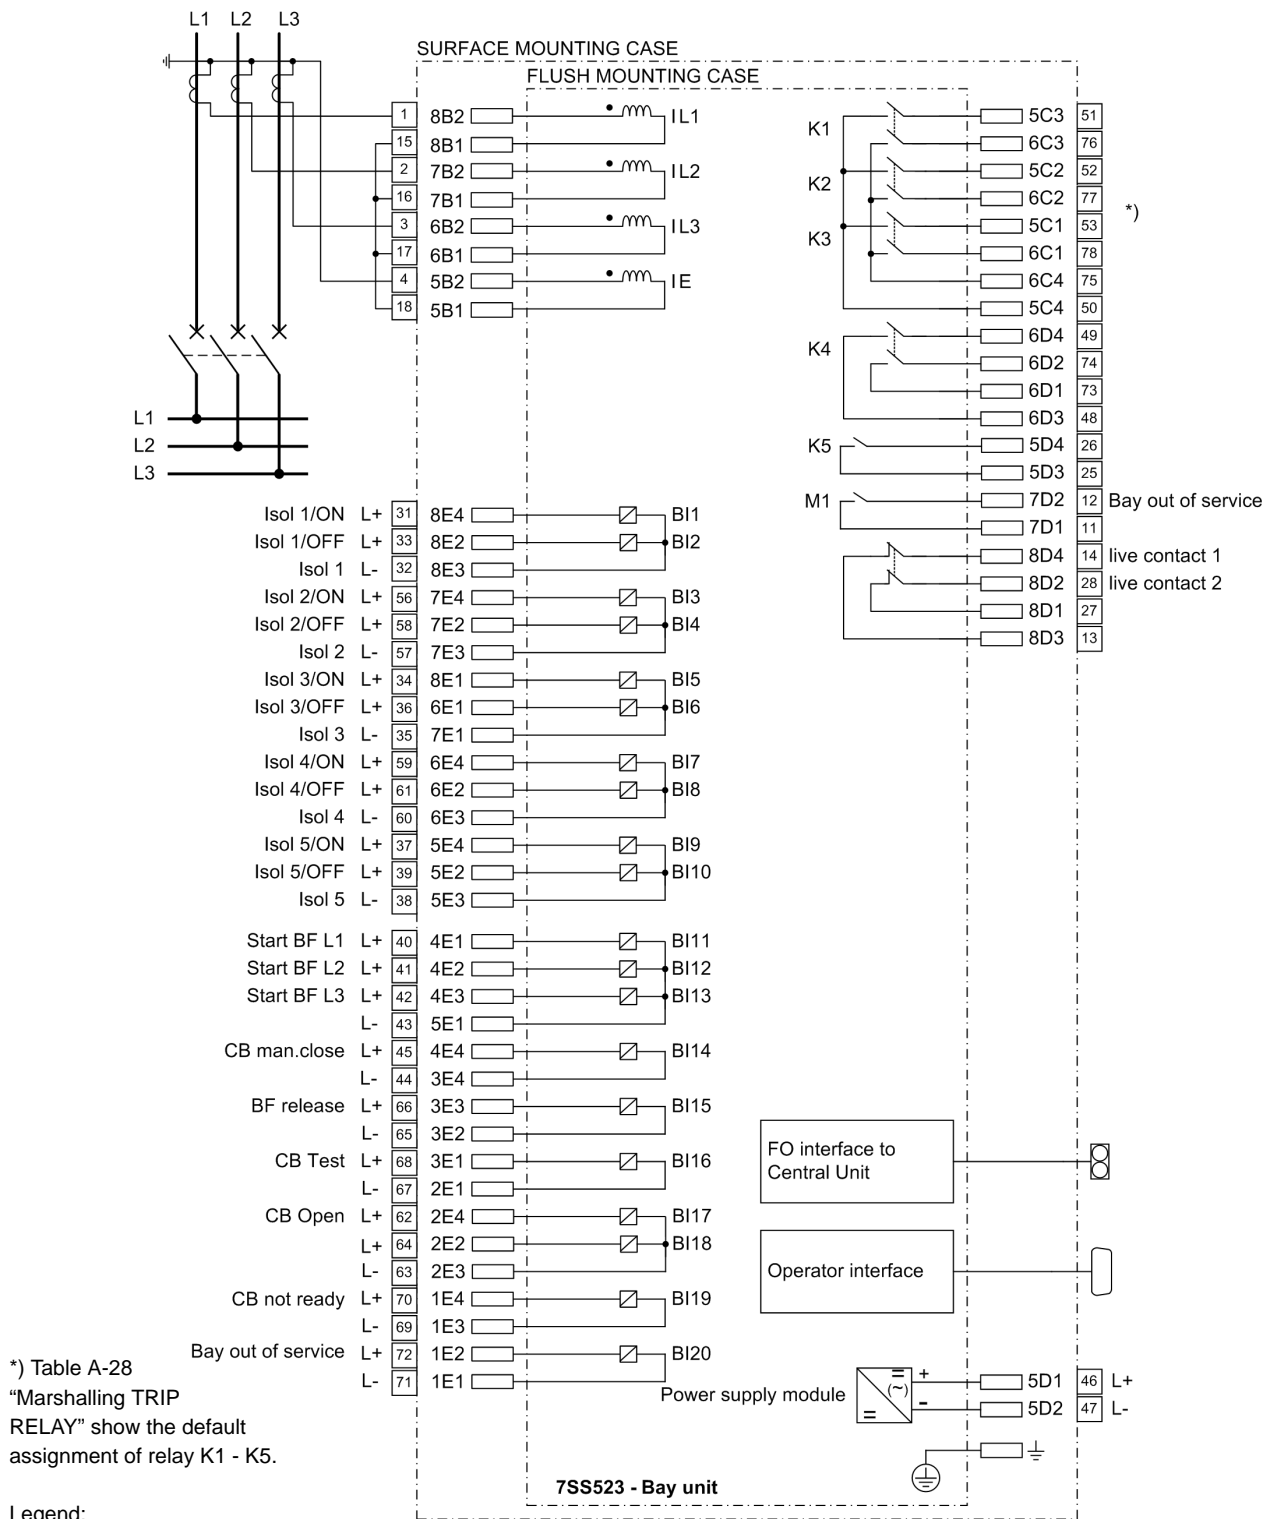 L1 L2 L3
SURFACE MOUNTING CASE
FLUSH MOUNTING CASE
1 8B2 IL1
15 8B1
2 7B2 IL2
16 7B1
3 6B2 IL3
17 6B1
4 5B2 IE
18 5B1
K1 5C3 51
6C3 76
K2 5C2 52
6C2 77
*)
K3 5C1 53
6C1 78
6C4 75
5C4 50
K4 6D4 49
6D2 74
6D1 73
6D3 48
K5 5D4 26
5D3 25
M1 7D2 12 Bay out of service
7D1 11
8D4 14 live contact 1
8D2 28 live contact 2
8D1 27
8D3 13
L1
L2
L3
Isol 1/ON L+ 31 8E4 BI1
Isol 1/OFF L+ 33 8E2 BI2
Isol 1 L- 32 8E3
Isol 2/ON L+ 56 7E4 BI3
Isol 2/OFF L+ 58 7E2 BI4
Isol 2 L- 57 7E3
Isol 3/ON L+ 34 8E1 BI5
Isol 3/OFF L+ 36 6E1 BI6
Isol 3 L- 35 7E1
Isol 4/ON L+ 59 6E4 BI7
Isol 4/OFF L+ 61 6E2 BI8
Isol 4 L- 60 6E3
Isol 5/ON L+ 37 5E4 BI9
Isol 5/OFF L+ 39 5E2 BI10
Isol 5 L- 38 5E3
Start BF L1 L+ 40 4E1 BI11
Start BF L2 L+ 41 4E2 BI12
Start BF L3 L+ 42 4E3 BI13
L- 43 5E1
CB man.close L+ 45 4E4 BI14
L- 44 3E4
BF release L+ 66 3E3 BI15
L- 65 3E2
CB Test L+ 68 3E1 BI16
L- 67 2E1
CB Open L+ 62 2E4 BI17
L+ 64 2E2 BI18
L- 63 2E3
CB not ready L+ 70 1E4 BI19
L- 69 1E3
Bay out of service L+ 72 1E2 BI20
L- 71 1E1
FO interface to
Central Unit
Operator interface
Power supply module = (~) = + 5D1 46 L+
- 5D2 47 L-
7SS523 - Bay unit
*) Table A-28
“Marshalling TRIP
RELAY” show the default
assignment of relay K1 - K5.
Legend: